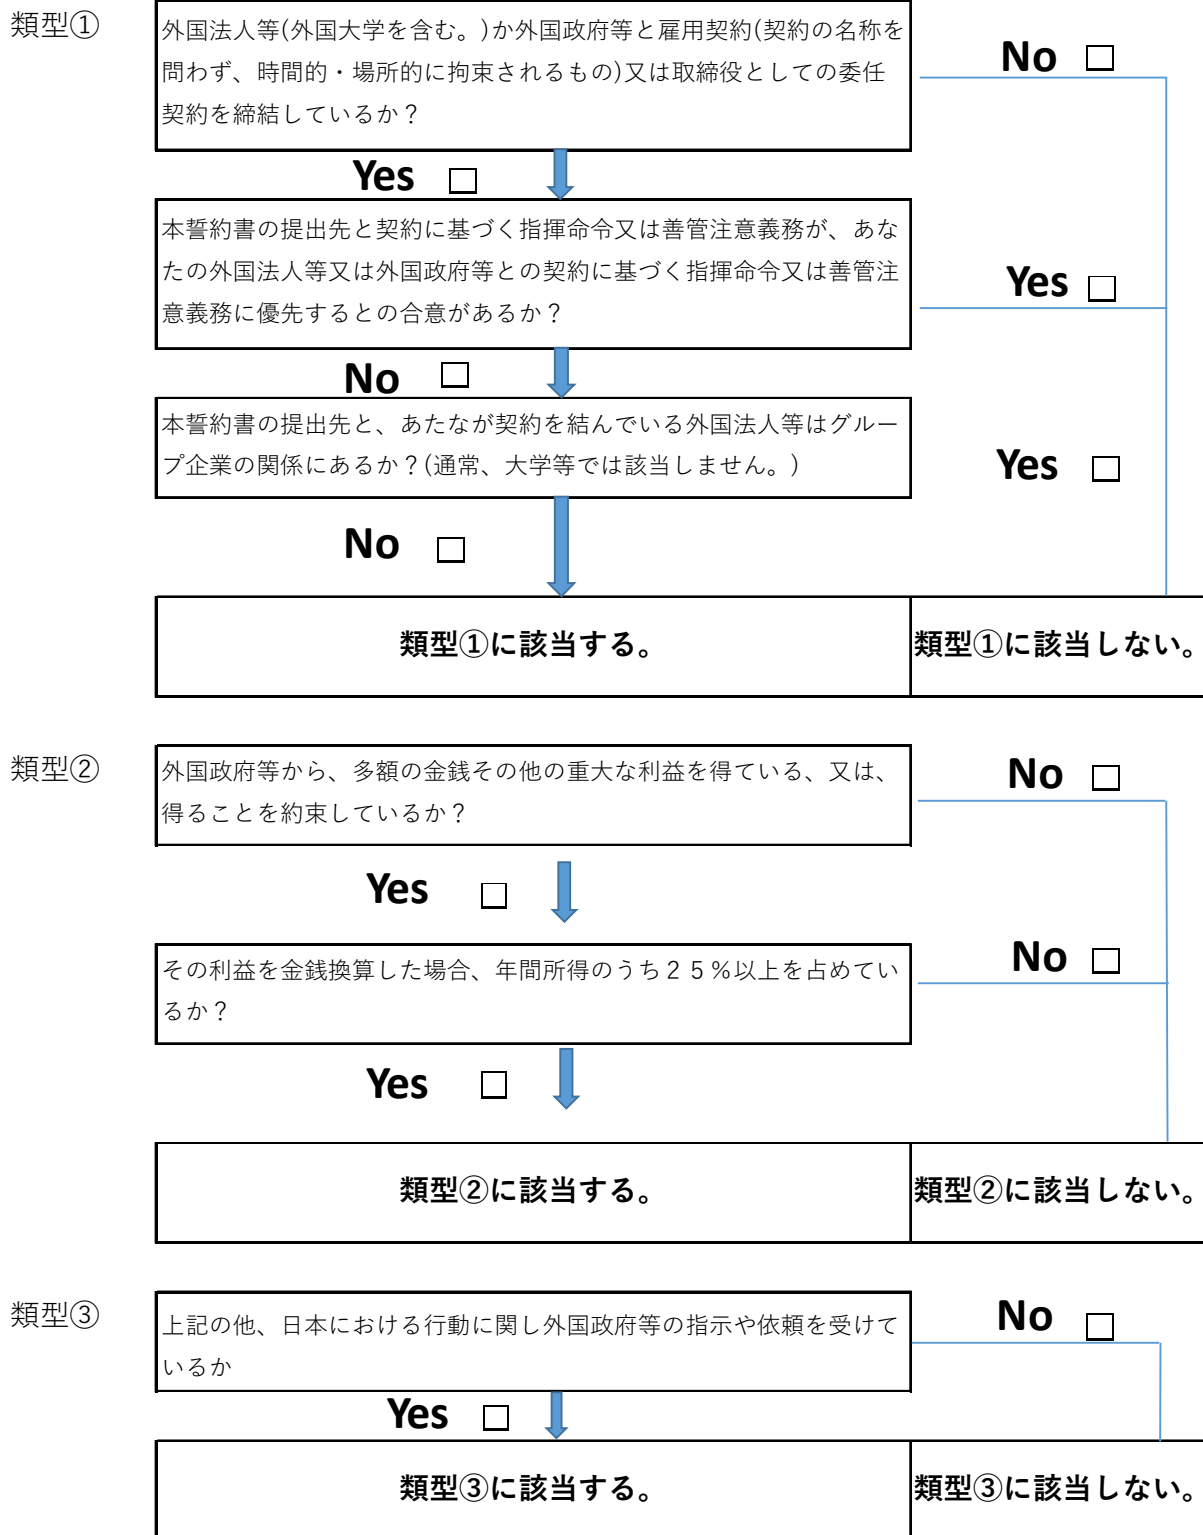 類型①
外国法人等(外国大学を含む。)か外国政府等と雇用契約(契約の名称を
問わず、時間的・場所的に拘束されるもの)又は取締役としての委任
契約を締結しているか？
No □
Yes □
本誓約書の提出先と契約に基づく指揮命令又は善管注意義務が、あな
たの外国法人等又は外国政府等との契約に基づく指揮命令又は善管注
意義務に優先するとの合意があるか？
Yes □
No □
本誓約書の提出先と、あたなが契約を結んでいる外国法人等はグルー
プ企業の関係にあるか？(通常、大学等では該当しません。)
Yes □
No □
類型①に該当する。
類型①に該当しない。
類型②
外国政府等から、多額の金銭その他の重大な利益を得ている、又は、
得ることを約束しているか？
No □
Yes □
その利益を金銭換算した場合、年間所得のうち２５％以上を占めてい
るか？
No □
Yes □
類型②に該当する。
類型②に該当しない。
類型③
上記の他、日本における行動に関し外国政府等の指示や依頼を受けて
いるか
No □
Yes □
類型③に該当する。
類型③に該当しない。